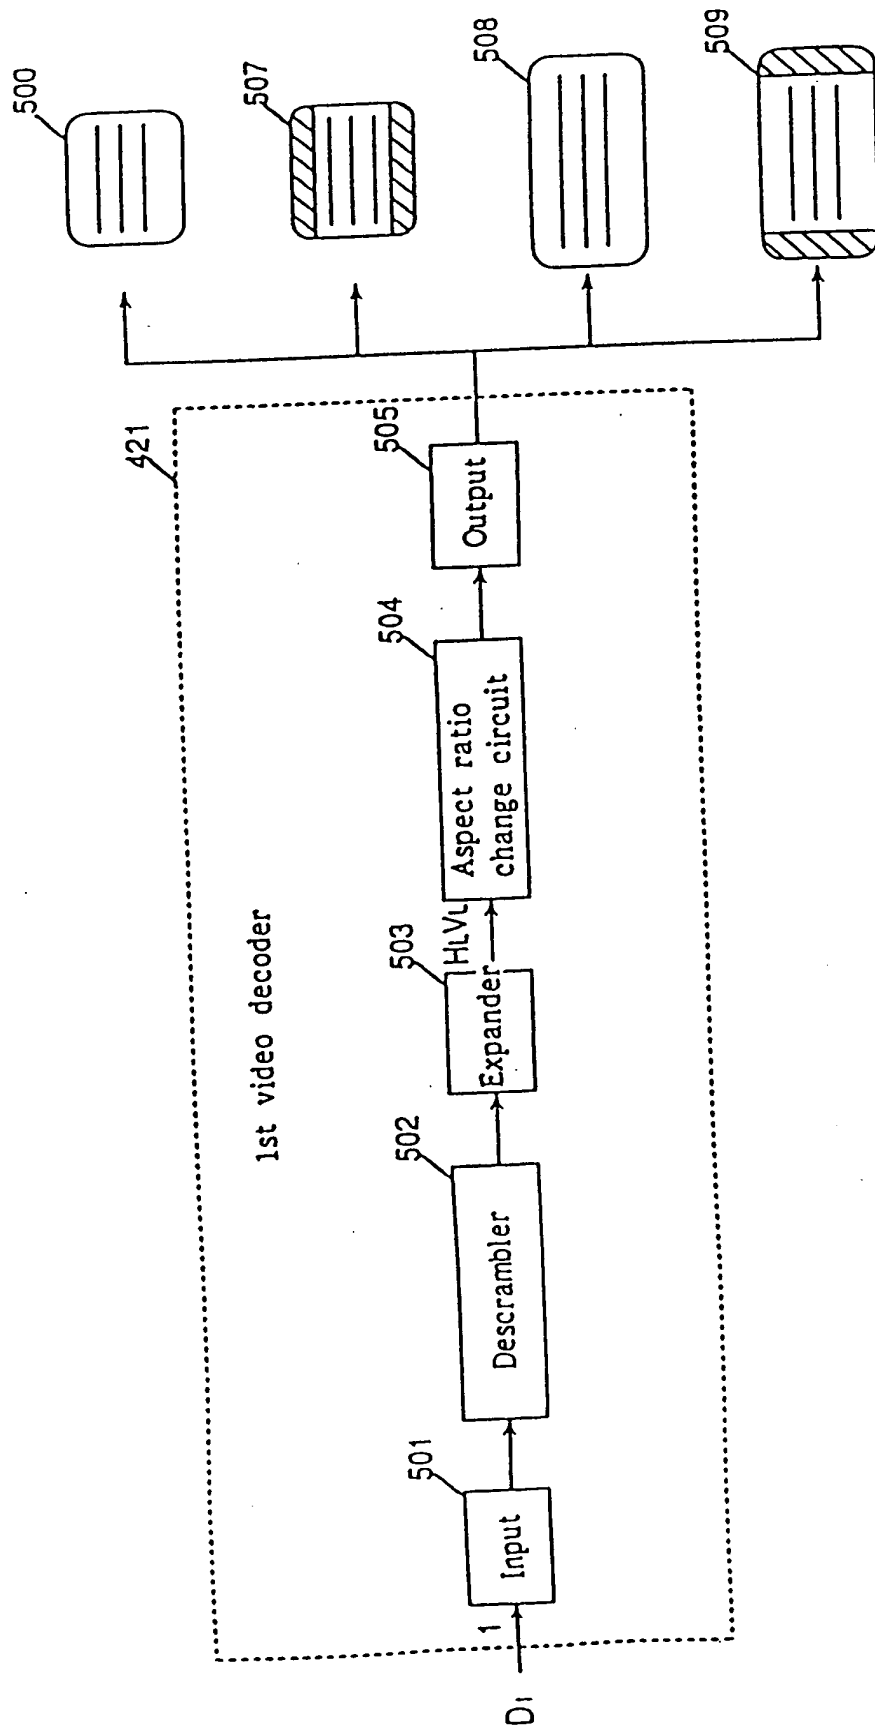 421
1st video decoder
D1
1
501
Input
502
Descrambler
503
Expander
HLVL
504
Aspect ratio
change circuit
505
Output
500
507
508
509